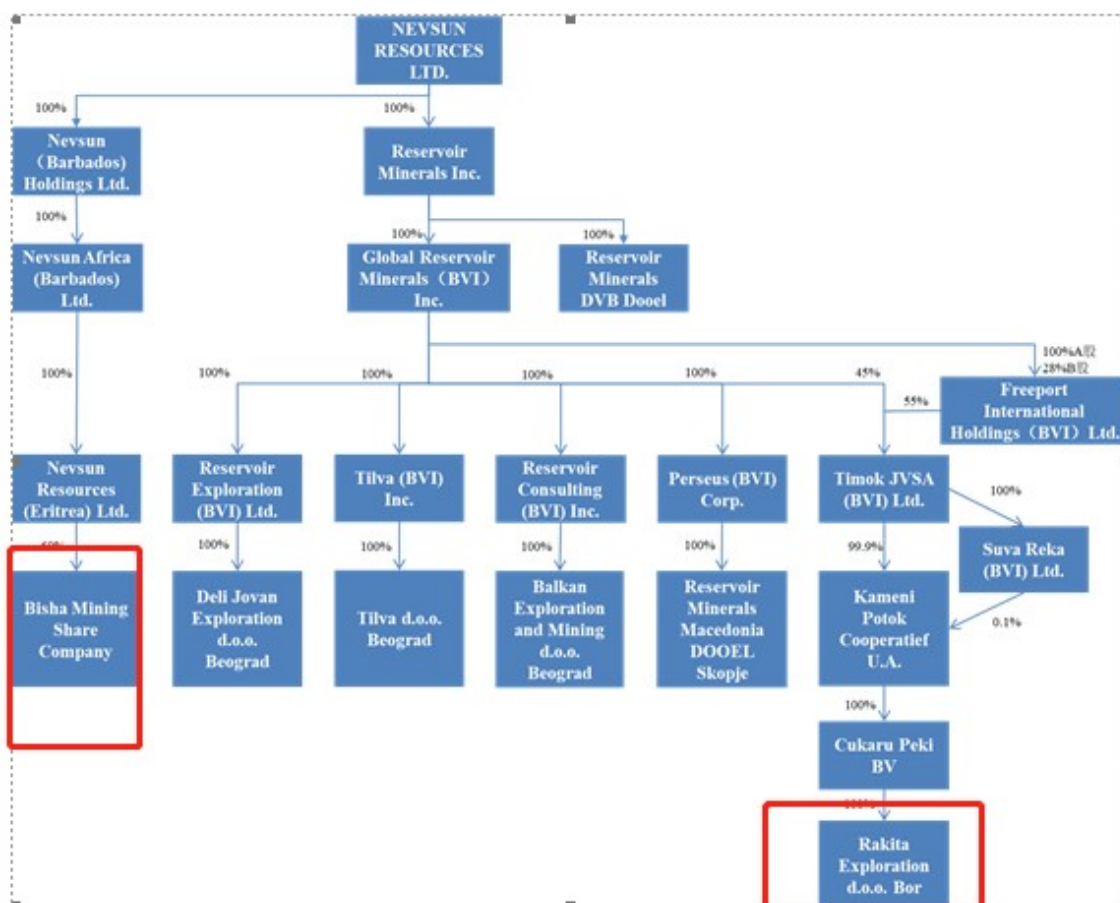 NEVSUN
RESOURCES
LTD.
100%
100%
Nevsun
（Barbados)
Holdings Ltd.
Reservoir
Minerals Inc.
100%
100%
100%
Nevsun Africa
(Barbados)
Ltd.
Global Reservoir
Minerals（BVI）
Inc.
Reservoir
Minerals
DVB Dooel
100%A股
28%B股
100%
100%
100%
100%
100%
45%
55%
Freeport
International
Holdings（BVI）Ltd.
Nevsun
Resources
(Eritrea) Ltd.
Reservoir
Exploration
(BVI) Ltd.
Tilva (BVI)
Inc.
Reservoir
Consulting
(BVI) Inc.
Perseus (BVI)
Corp.
Timok JVSA
(BVI) Ltd.
100%
Suva Reka
(BVI) Ltd.
100%
100%
100%
100%
99.9%
0.1%
Bisha Mining
Share
Company
Deli Jovan
Exploration
d.o.o.
Beograd
Tilva d.o.o.
Beograd
Balkan
Exploration
and Mining
d.o.o.
Beograd
Reservoir
Minerals
Macedonia
DOOEL
Skopje
Kameni
Potok
Cooperatief
U.A.
100%
Cukaru Peki
BV
100%
Rakita
Exploration
d.o.o. Bor